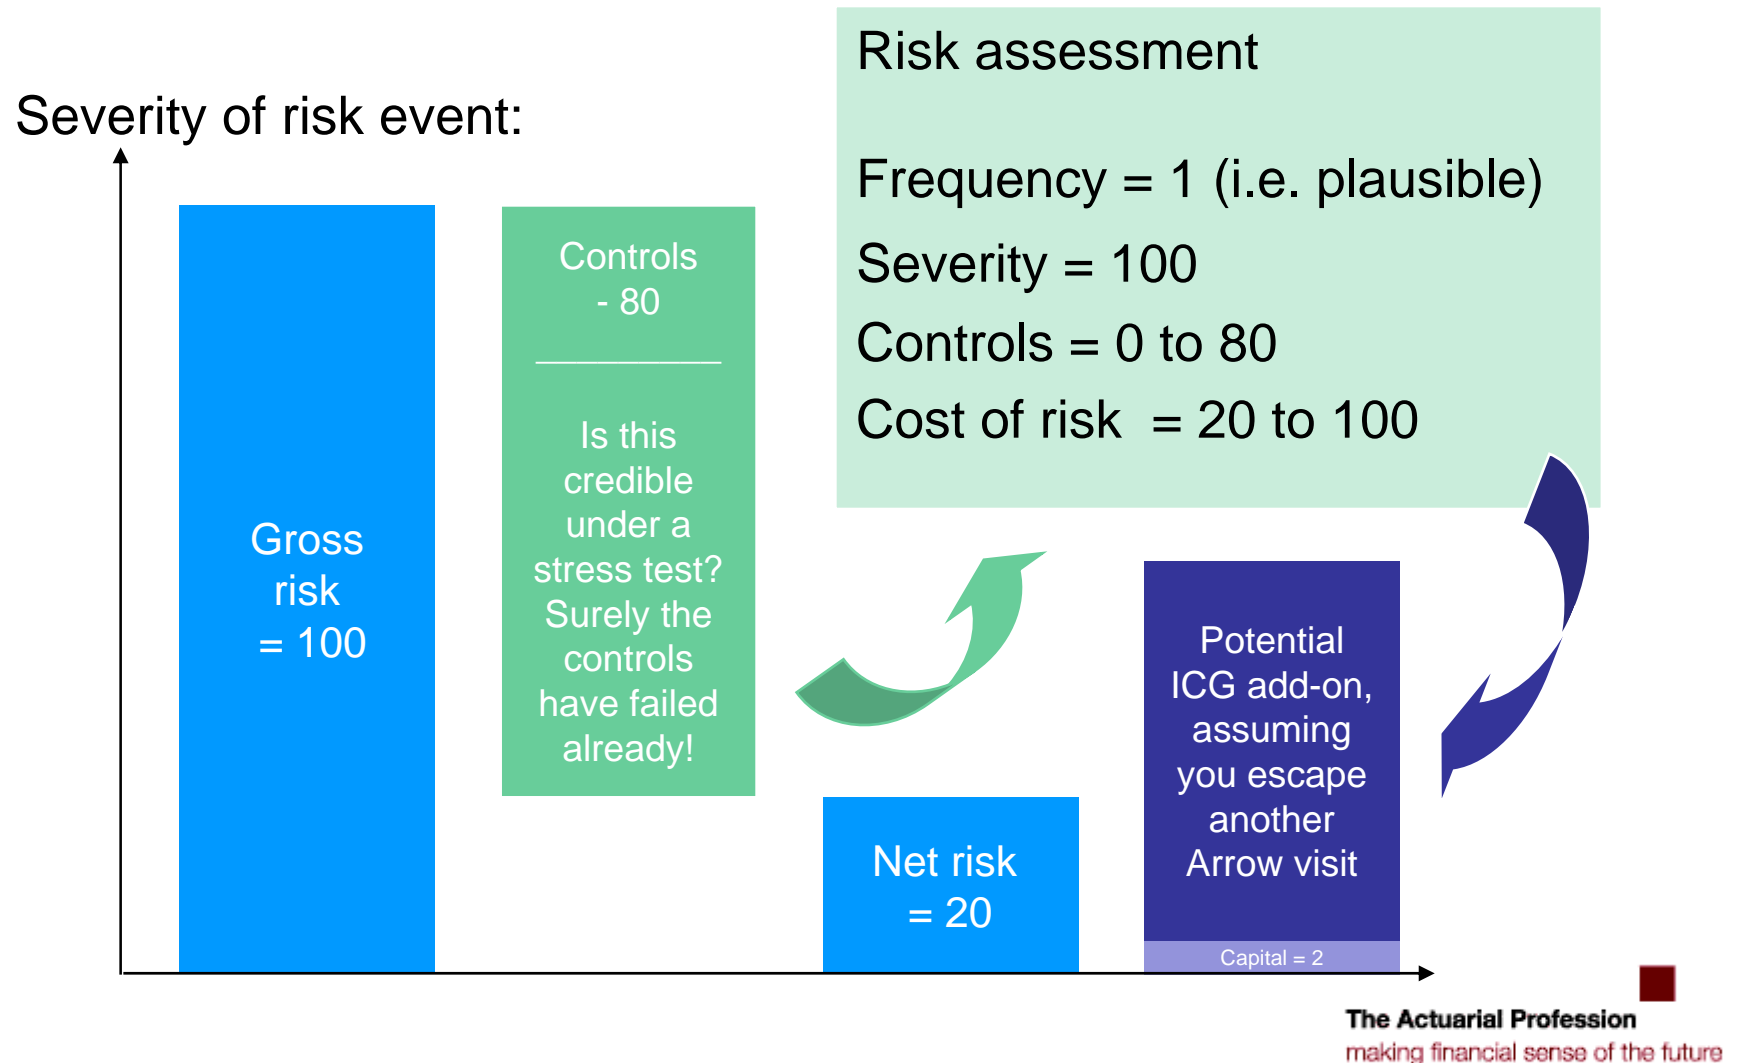 Severity of risk event:
Gross
risk
= 100
Controls
- 80
Is this
credible
under a
stress test?
Surely the
controls
have failed
already!
Net risk
= 20
Risk assessment
Frequency = 1 (i.e. plausible)
Severity = 100
Controls = 0 to 80
Cost of risk = 20 to 100
Potential
ICG add-on,
assuming
you escape
another
Arrow visit
Capital = 2
The Actuarial Profession
making financial sense of the future